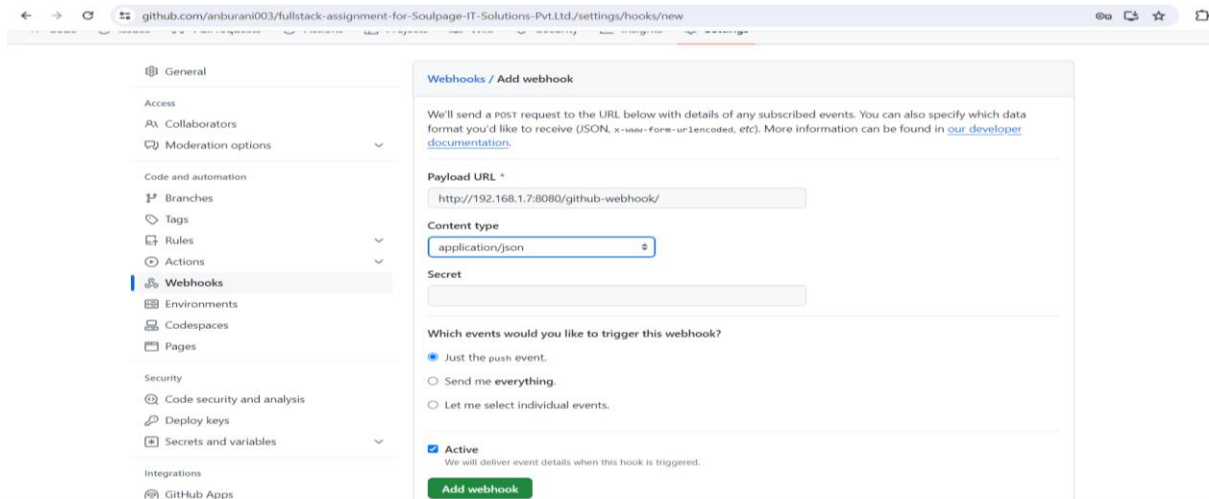 github.com/anburani003/fullstack-assignment-for-Soulpage-IT-Solutions-Pvt.Ltd./settings/hooks/new
General
Access
Collaborators
Moderation options
Code and automation
Branches
Tags
Rules
Actions
Webhooks
Environments
Codespaces
Pages
Security
Code security and analysis
Deploy keys
Secrets and variables
Integrations
GitHub Apps
Webhooks / Add webhook
We'll send a POST request to the URL below with details of any subscribed events. You can also specify which data
format you'd like to receive (JSON, x-www-form-urlencoded, etc). More information can be found in our developer
documentation.
Payload URL *
http://192.168.1.7:8080/github-webhook/
Content type
application/json
Secret
Which events would you like to trigger this webhook?
Just the push event.
Send me everything.
Let me select individual events.
Active
We will deliver event details when this hook is triggered.
Add webhook